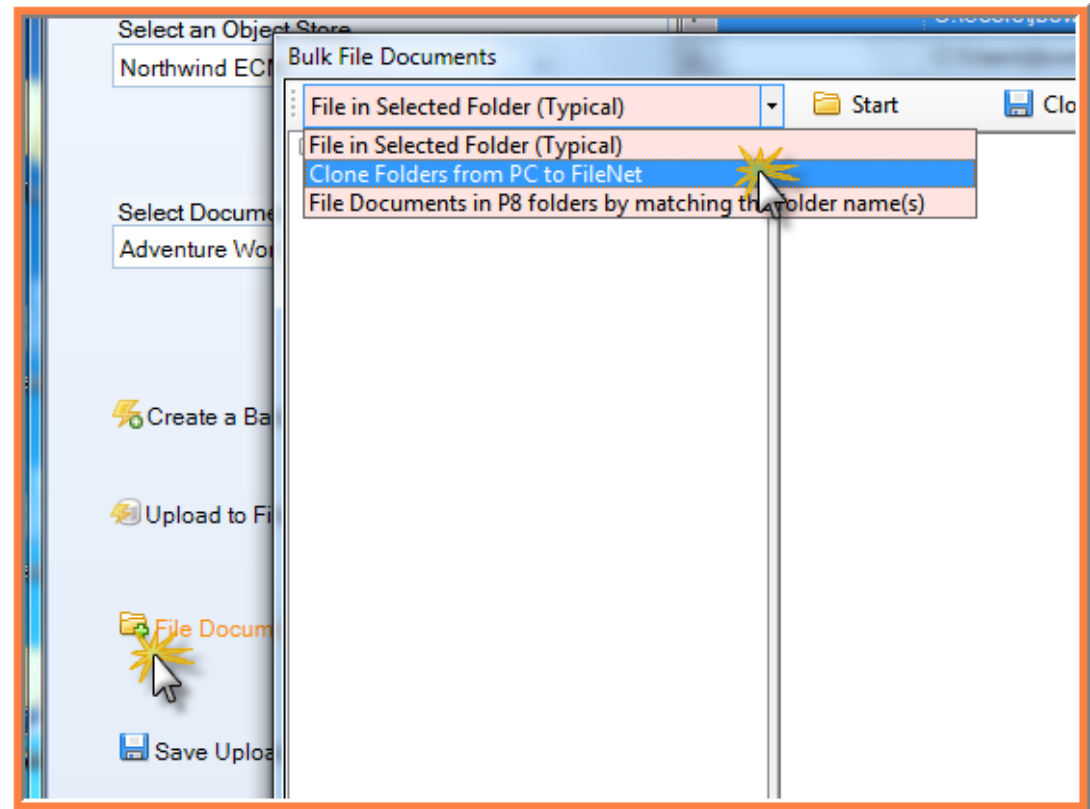 Select an Object Store
Northwind ECM
Select Docume
Adventure Wor
Create a Ba
Upload to Fi
File Docum
Save Uploa
Bulk File Documents
File in Selected Folder (Typical)
Start
Clo
File in Selected Folder (Typical)
Clone Folders from PC to FileNet
File Documents in P8 folders by matching the folder name(s)